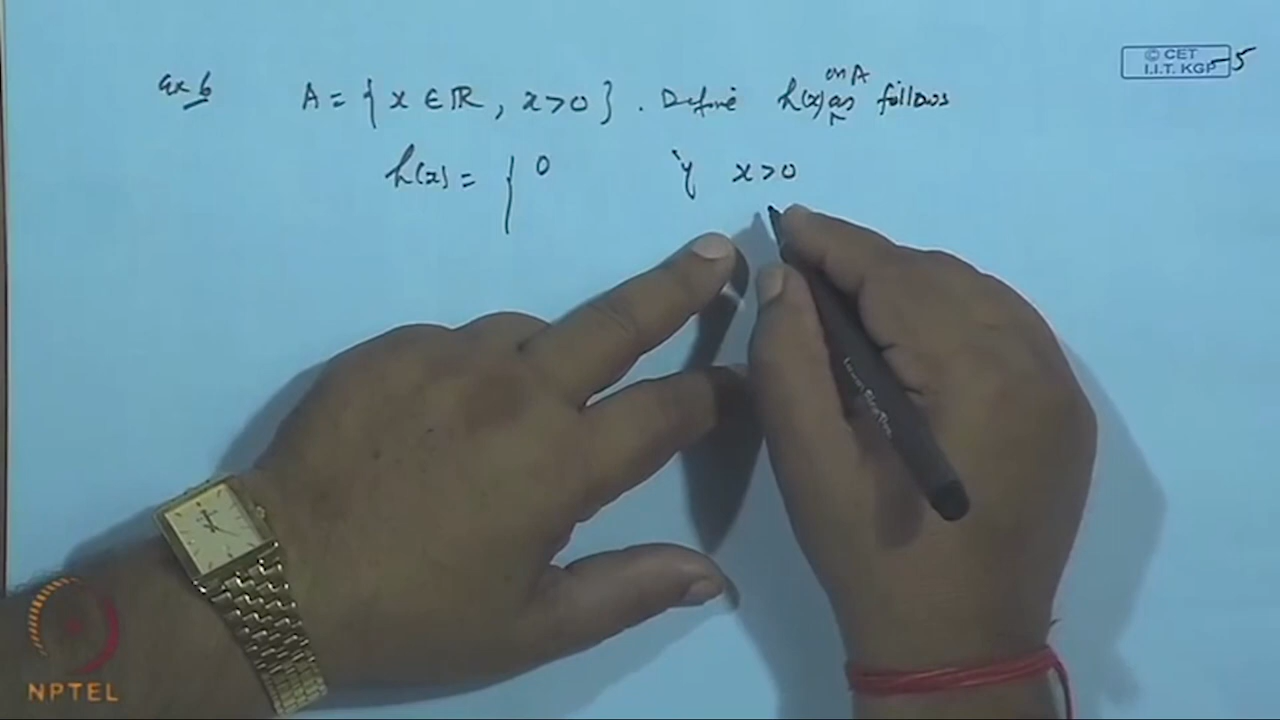 © CET
I.I.T. KGP -5
Ex 6 A = { x ∈ ℝ, x > 0 } . Define h(x) on A as follows
h(x) = { 0 if x > 0
NPTEL